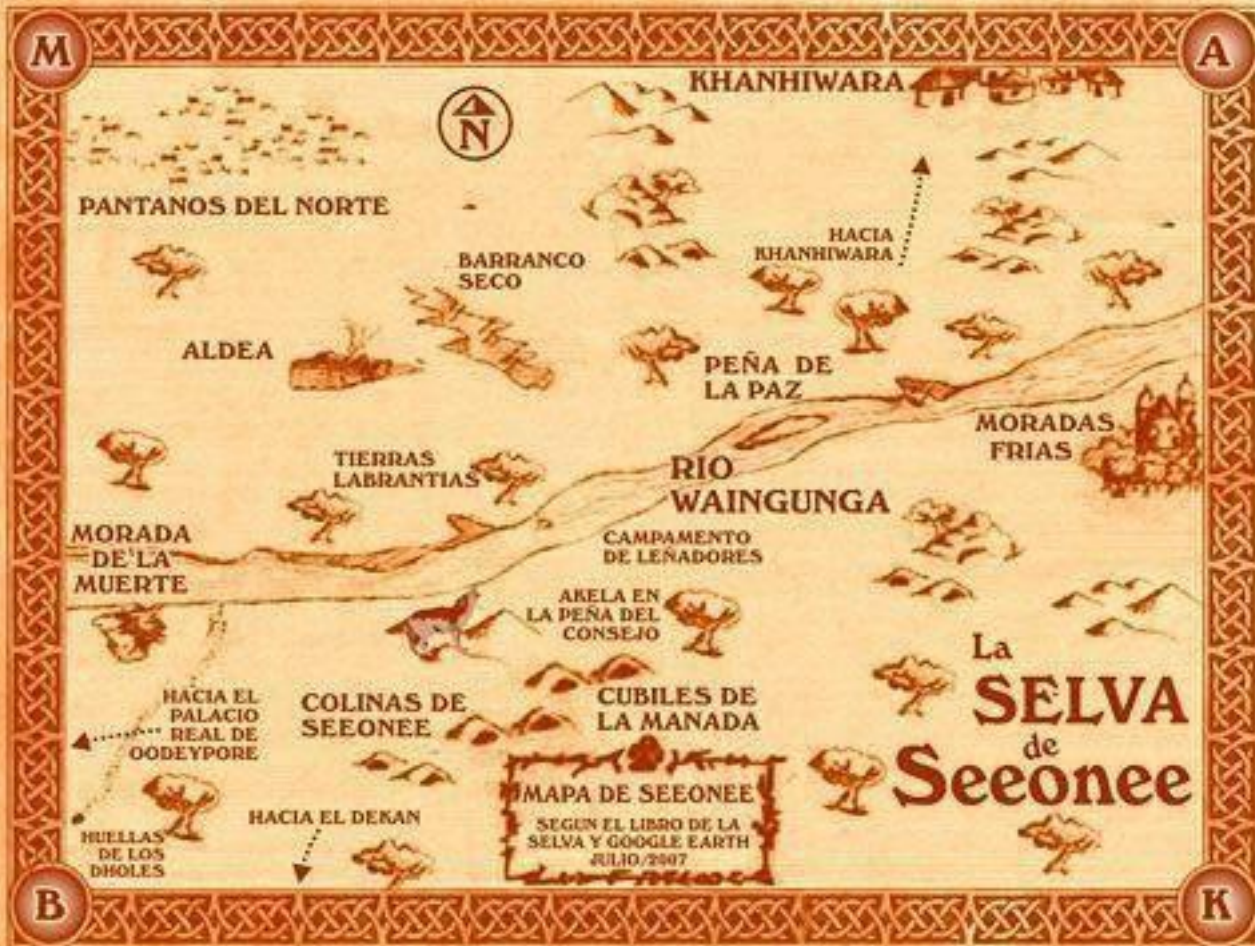 M
A
KHANHIWARA
N
PANTANOS DEL NORTE
HACIA
KHANHIWARA
BARRANCO
SECO
ALDEA
PEÑA DE
LA PAZ
MORADAS
FRIAS
TIERRAS
LABRANTIAS
RIO
WAINGUNGA
MORADA
DE LA
MUERTE
CAMPAMENTO
DE LEÑADORES
AKELA EN
LA PEÑA DEL
CONSEJO
La
SELVA
de
Seeonee
HACIA EL
PALACIO
REAL DE
OODEYPORE
COLINAS DE
SEEONEE
CUBILES DE
LA MANADA
MAPA DE SEEONEE
SEGUN EL LIBRO DE LA
SELVA Y GOOGLE EARTH
JULIO/2007
HACIA EL DEKAN
HUELLAS
DE LOS
DHOLES
B
K